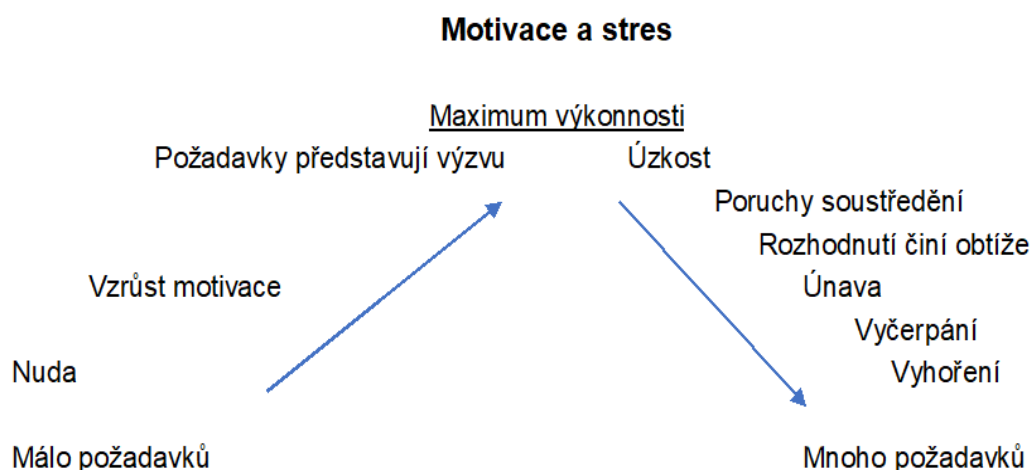 Motivace a stres
Maximum výkonnosti
Požadavky představují výzvu
Úzkost
Poruchy soustředění
Rozhodnutí činí obtíže
Vzrůst motivace
Únava
Vyčerpání
Nuda
Vyhoření
Málo požadavků
Mnoho požadavků